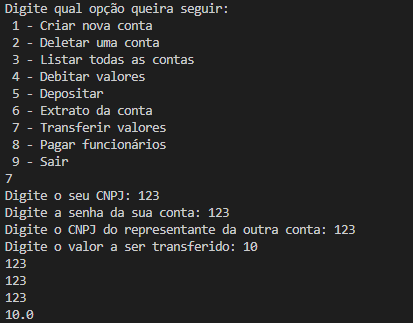 Digite qual opção queira seguir:
1 - Criar nova conta
2 - Deletar uma conta
3 - Listar todas as contas
4 - Debitar valores
5 - Depositar
6 - Extrato da conta
7 - Transferir valores
8 - Pagar funcionários
9 - Sair
7
Digite o seu CNPJ: 123
Digite a senha da sua conta: 123
Digite o CNPJ do representante da outra conta: 123
Digite o valor a ser transferido: 10
123
123
123
10.0